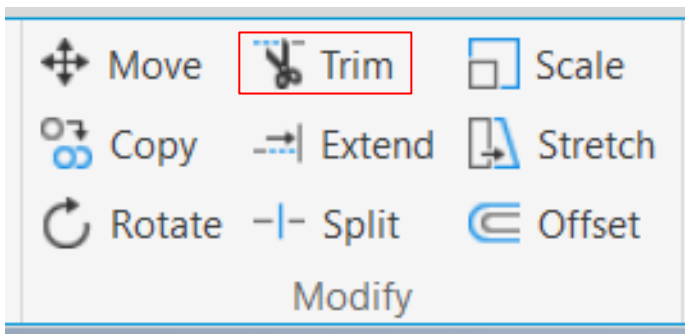 Move Trim Scale
Copy Extend Stretch
Rotate Split Offset
Modify